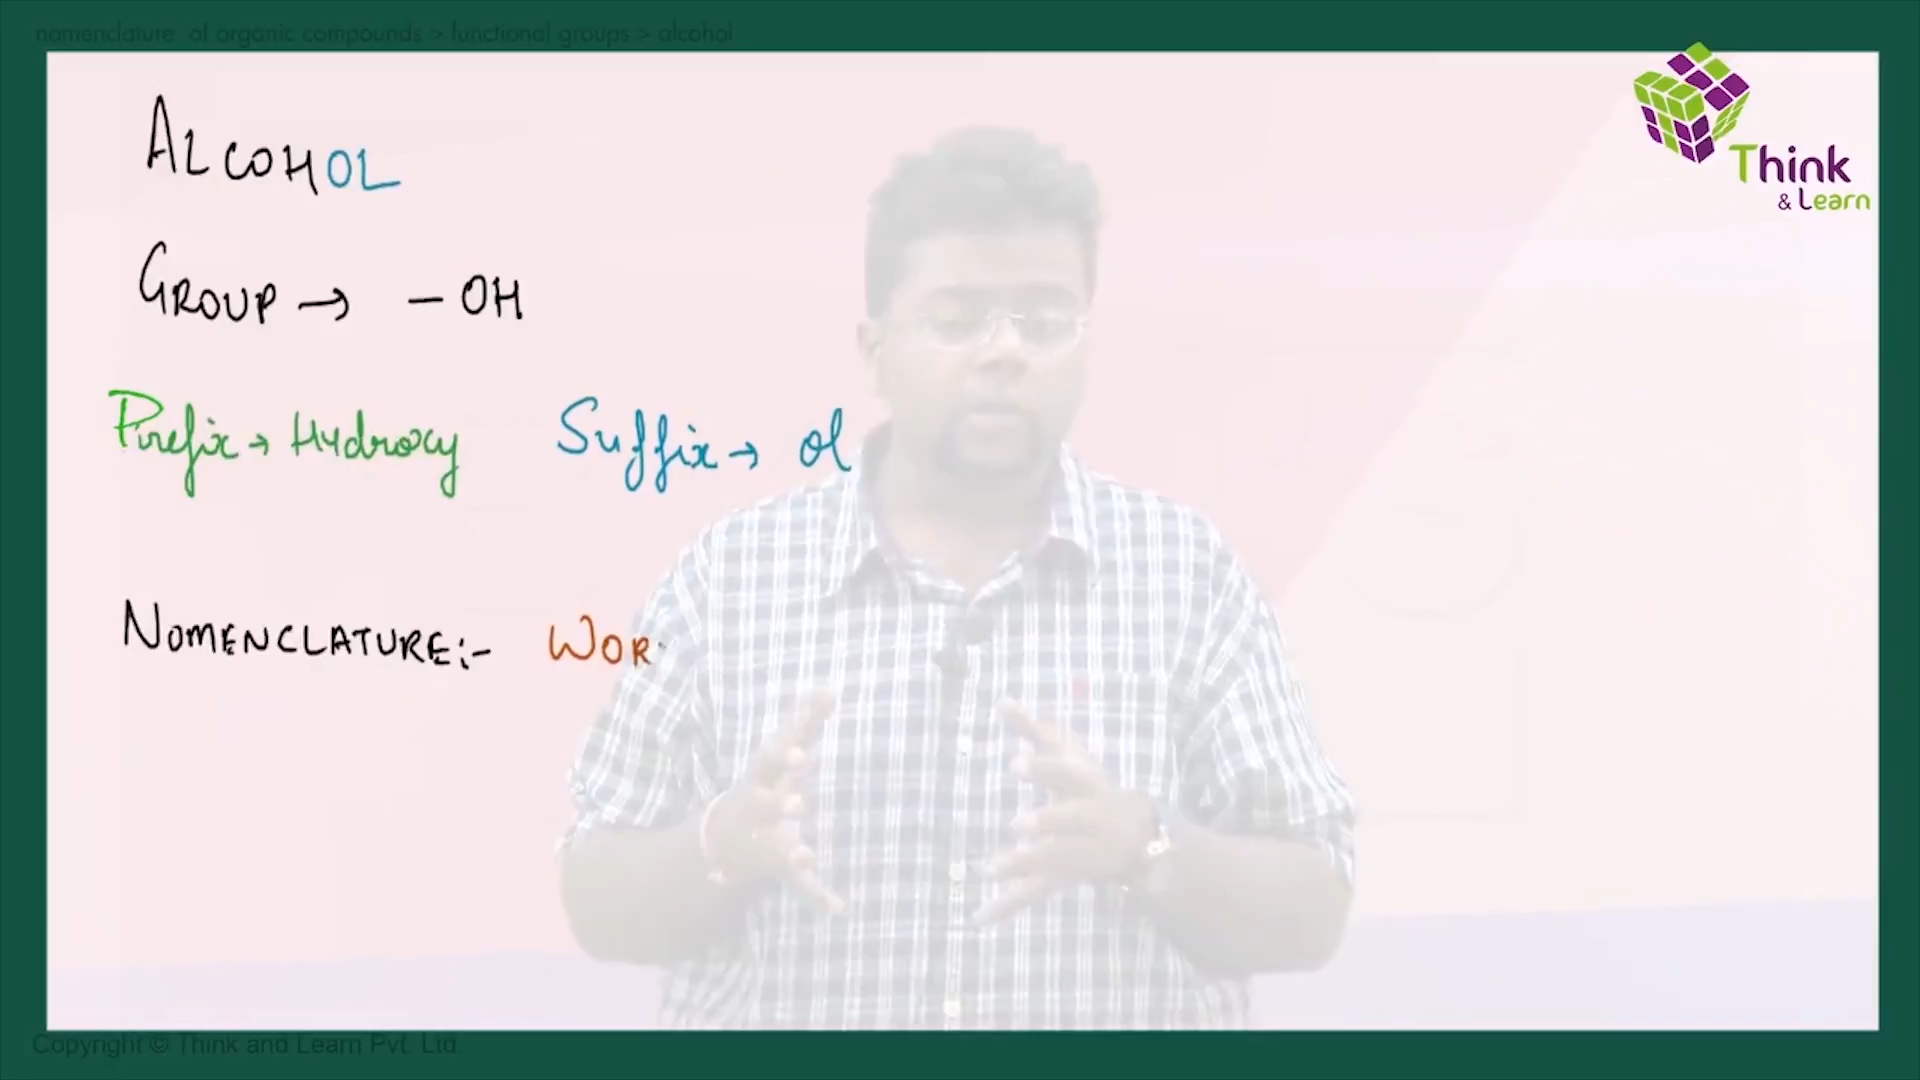 nomenclature of organic compounds > functional groups > alcohol
Think
& Learn
ALCOHOL
GROUP → – OH
Prefix → Hydroxy Suffix → ol
NOMENCLATURE:- WOR
Copyright © Think and Learn Pvt. Ltd.